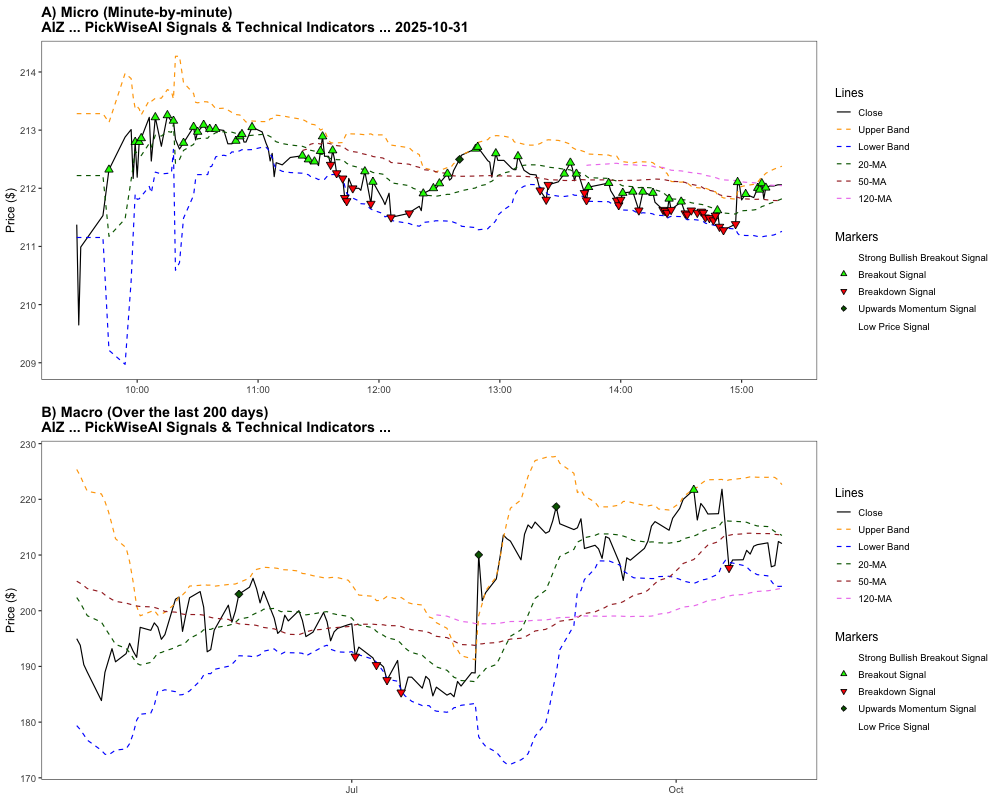 A) Micro (Minute-by-minute)
AIZ ... PickWiseAI Signals & Technical Indicators ... 2025-10-31
Price ($)
214
213
212
211
210
209
10:00
11:00
12:00
13:00
14:00
15:00
Lines
Close
Upper Band
Lower Band
20-MA
50-MA
120-MA
Markers
Strong Bullish Breakout Signal
Breakout Signal
Breakdown Signal
Upwards Momentum Signal
Low Price Signal
B) Macro (Over the last 200 days)
AIZ ... PickWiseAI Signals & Technical Indicators ...
Price ($)
230
220
210
200
190
180
170
Jul
Oct
Lines
Close
Upper Band
Lower Band
20-MA
50-MA
120-MA
Markers
Strong Bullish Breakout Signal
Breakout Signal
Breakdown Signal
Upwards Momentum Signal
Low Price Signal